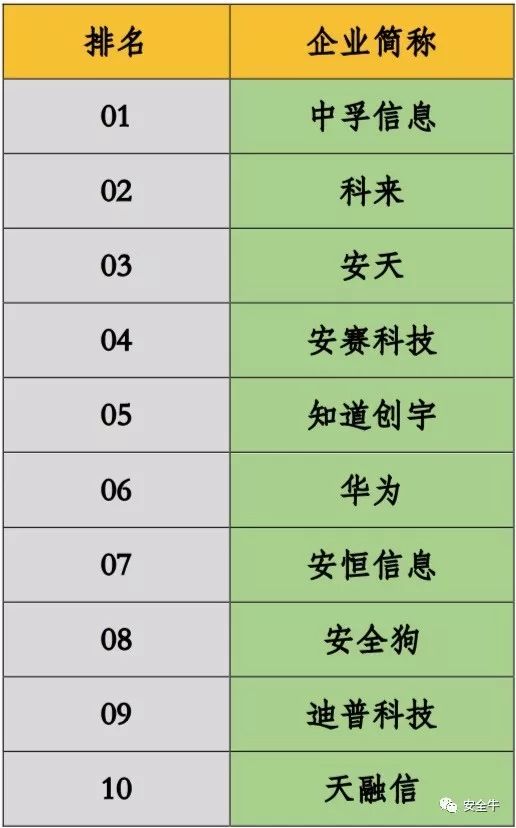 排名 企业简称
01 中孚信息
02 科来
03 安天
04 安赛科技
05 知道创宇
06 华为
07 安恒信息
08 安全狗
09 迪普科技
10 天融信
安全牛